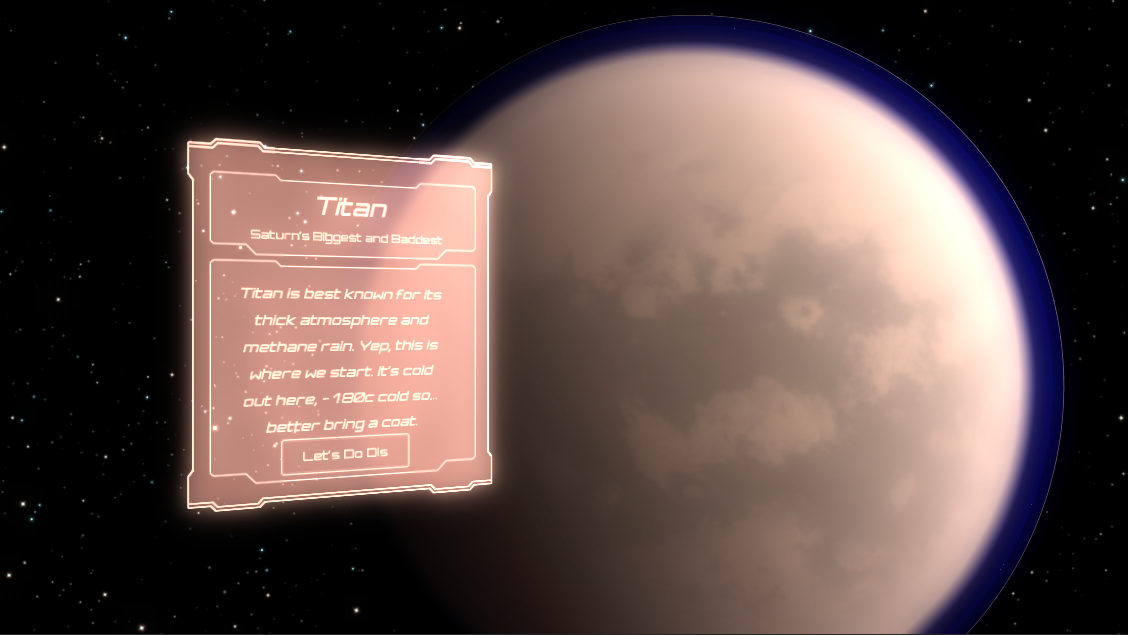 Titan
Saturn's Biggest and Baddest
Titan is best known for its
thick atmosphere and
methane rain. Yep, this is
where we start. It's cold
out here, -180c cold so...
better bring a coat.
Let's Do Dis